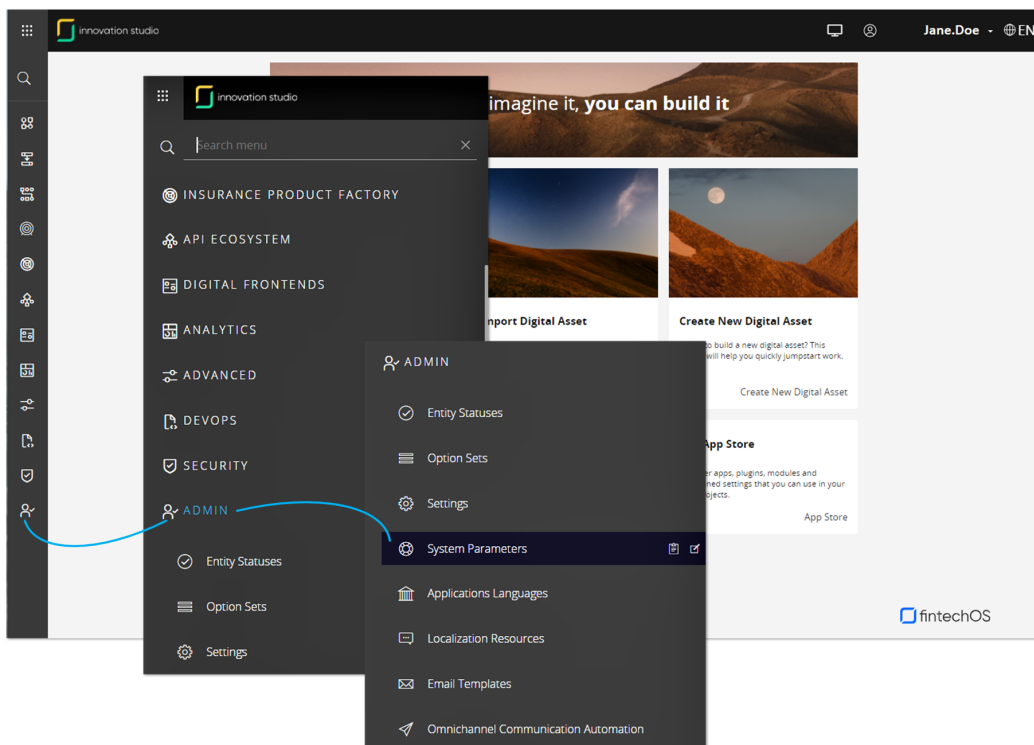 innovation studio
Jane.Doe
EN
innovation studio
imagine it, you can build it
Search menu
INSURANCE PRODUCT FACTORY
API ECOSYSTEM
DIGITAL FRONTENDS
ANALYTICS
ADVANCED
DEVOPS
SECURITY
ADMIN
Entity Statuses
Option Sets
Settings
mport Digital Asset
Create New Digital Asset
to build a new digital asset? This
will help you quickly jumpstart work.
Create New Digital Asset
App Store
er apps, plugins, modules and
ned settings that you can use in your
ojects.
App Store
ADMIN
Entity Statuses
Option Sets
Settings
System Parameters
Applications Languages
Localization Resources
Email Templates
Omnichannel Communication Automation
fintechOS